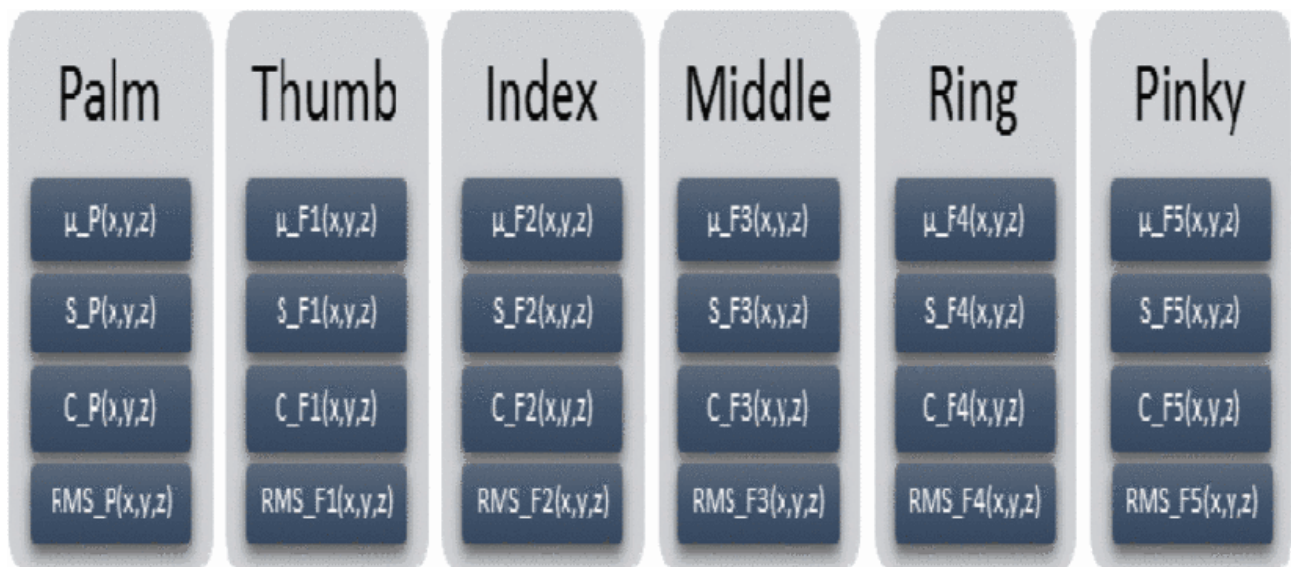 Palm Thumb Index Middle Ring Pinky
μ_P(x,y,z) μ_F1(x,y,z) μ_F2(x,y,z) μ_F3(x,y,z) μ_F4(x,y,z) μ_F5(x,y,z)
S_P(x,y,z) S_F1(x,y,z) S_F2(x,y,z) S_F3(x,y,z) S_F4(x,y,z) S_F5(x,y,z)
C_P(x,y,z) C_F1(x,y,z) C_F2(x,y,z) C_F3(x,y,z) C_F4(x,y,z) C_F5(x,y,z)
RMS_P(x,y,z) RMS_F1(x,y,z) RMS_F2(x,y,z) RMS_F3(x,y,z) RMS_F4(x,y,z) RMS_F5(x,y,z)